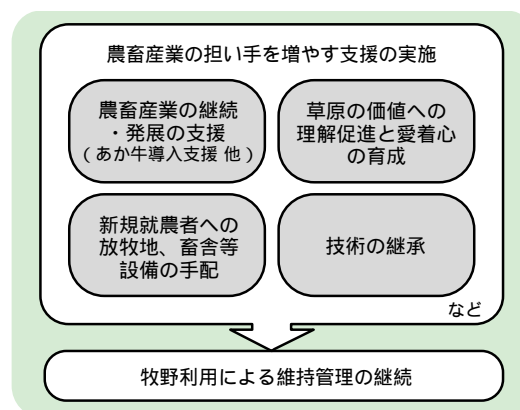 農畜産業の担い手を増やす支援の実施
農畜産業の継続
・発展の支援
(あか牛導入支援 他)
草原の価値への
理解促進と愛着心
の育成
新規就農者への
放牧地、畜舎等
設備の手配
技術の継承
など
牧野利用による維持管理の継続